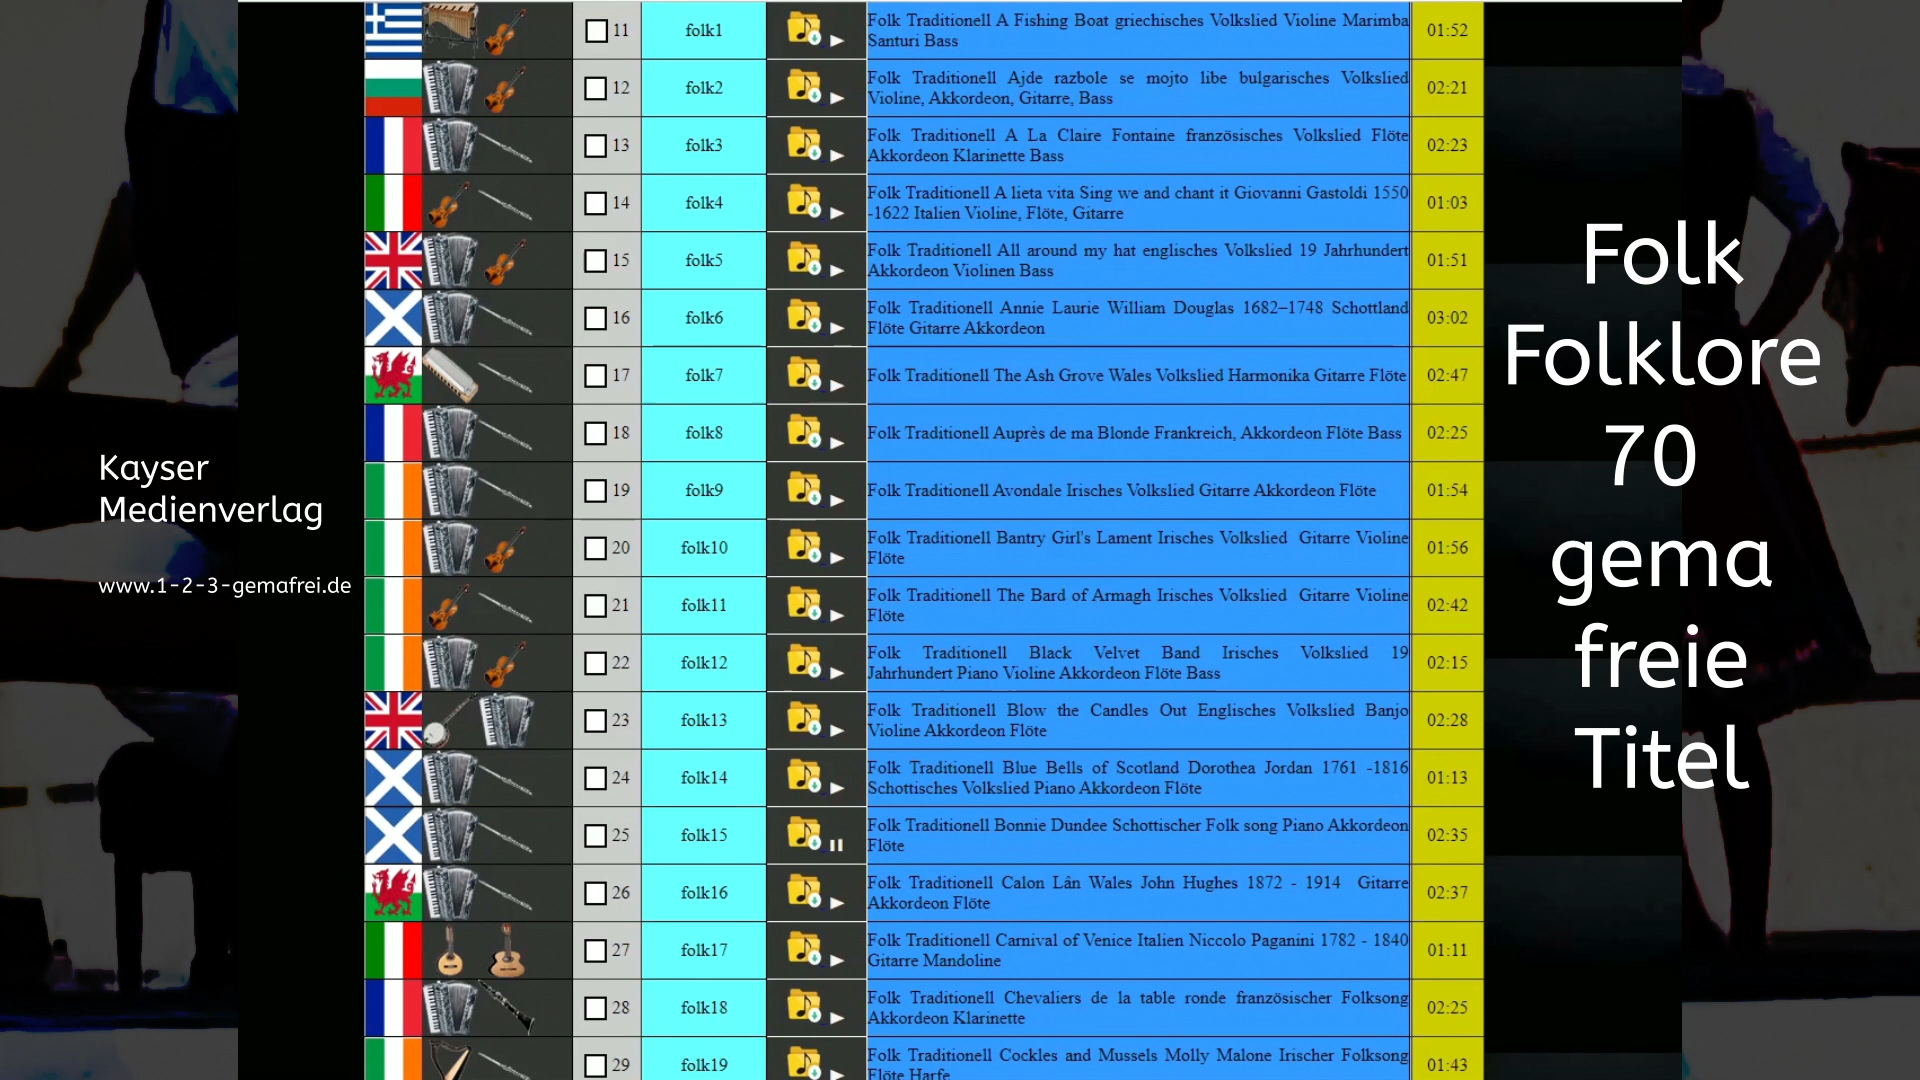 Kayser
Medienverlag
www.1-2-3-gemafrei.de
11 folk1 Folk Traditionell A Fishing Boat griechisches Volkslied Violine Marimba 01:52
Santuri Bass
12 folk2 Folk Traditionell Ajde razbole se mojto libe bulgarisches Volkslied 02:21
Violine, Akkordeon, Gitarre, Bass
13 folk3 Folk Traditionell A La Claire Fontaine französisches Volkslied Flöte 02:23
Akkordeon Klarinette Bass
14 folk4 Folk Traditionell A lieta vita Sing we and chant it Giovanni Gastoldi 1550 01:03
-1622 Italien Violine, Flöte, Gitarre
15 folk5 Folk Traditionell All around my hat englisches Volkslied 19 Jahrhundert 01:51
Akkordeon Violinen Bass
16 folk6 Folk Traditionell Annie Laurie William Douglas 1682–1748 Schottland 03:02
Flöte Gitarre Akkordeon
17 folk7 Folk Traditionell The Ash Grove Wales Volkslied Harmonika Gitarre Flöte 02:47
18 folk8 Folk Traditionell Auprès de ma Blonde Frankreich, Akkordeon Flöte Bass 02:25
19 folk9 Folk Traditionell Avondale Irisches Volkslied Gitarre Akkordeon Flöte 01:54
20 folk10 Folk Traditionell Bantry Girl's Lament Irisches Volkslied Gitarre Violine 01:56
Flöte
21 folk11 Folk Traditionell The Bard of Armagh Irisches Volkslied Gitarre Violine 02:42
Flöte
22 folk12 Folk Traditionell Black Velvet Band Irisches Volkslied 19 02:15
Jahrhundert Piano Violine Akkordeon Flöte Bass
23 folk13 Folk Traditionell Blow the Candles Out Englisches Volkslied Banjo 02:28
Violine Akkordeon Flöte
24 folk14 Folk Traditionell Blue Bells of Scotland Dorothea Jordan 1761 -1816 01:13
Schottisches Volkslied Piano Akkordeon Flöte
25 folk15 Folk Traditionell Bonnie Dundee Schottischer Folk song Piano Akkordeon 02:35
Flöte
26 folk16 Folk Traditionell Calon Lân Wales John Hughes 1872 - 1914 Gitarre 02:37
Akkordeon Flöte
27 folk17 Folk Traditionell Carnival of Venice Italien Niccolo Paganini 1782 - 1840 01:11
Gitarre Mandoline
28 folk18 Folk Traditionell Chevaliers de la table ronde französischer Folksong 02:25
Akkordeon Klarinette
29 folk19 Folk Traditionell Cockles and Mussels Molly Malone Irischer Folksong 01:43
Flöte Harfe
Folk
Folklore
70
gema
freie
Titel